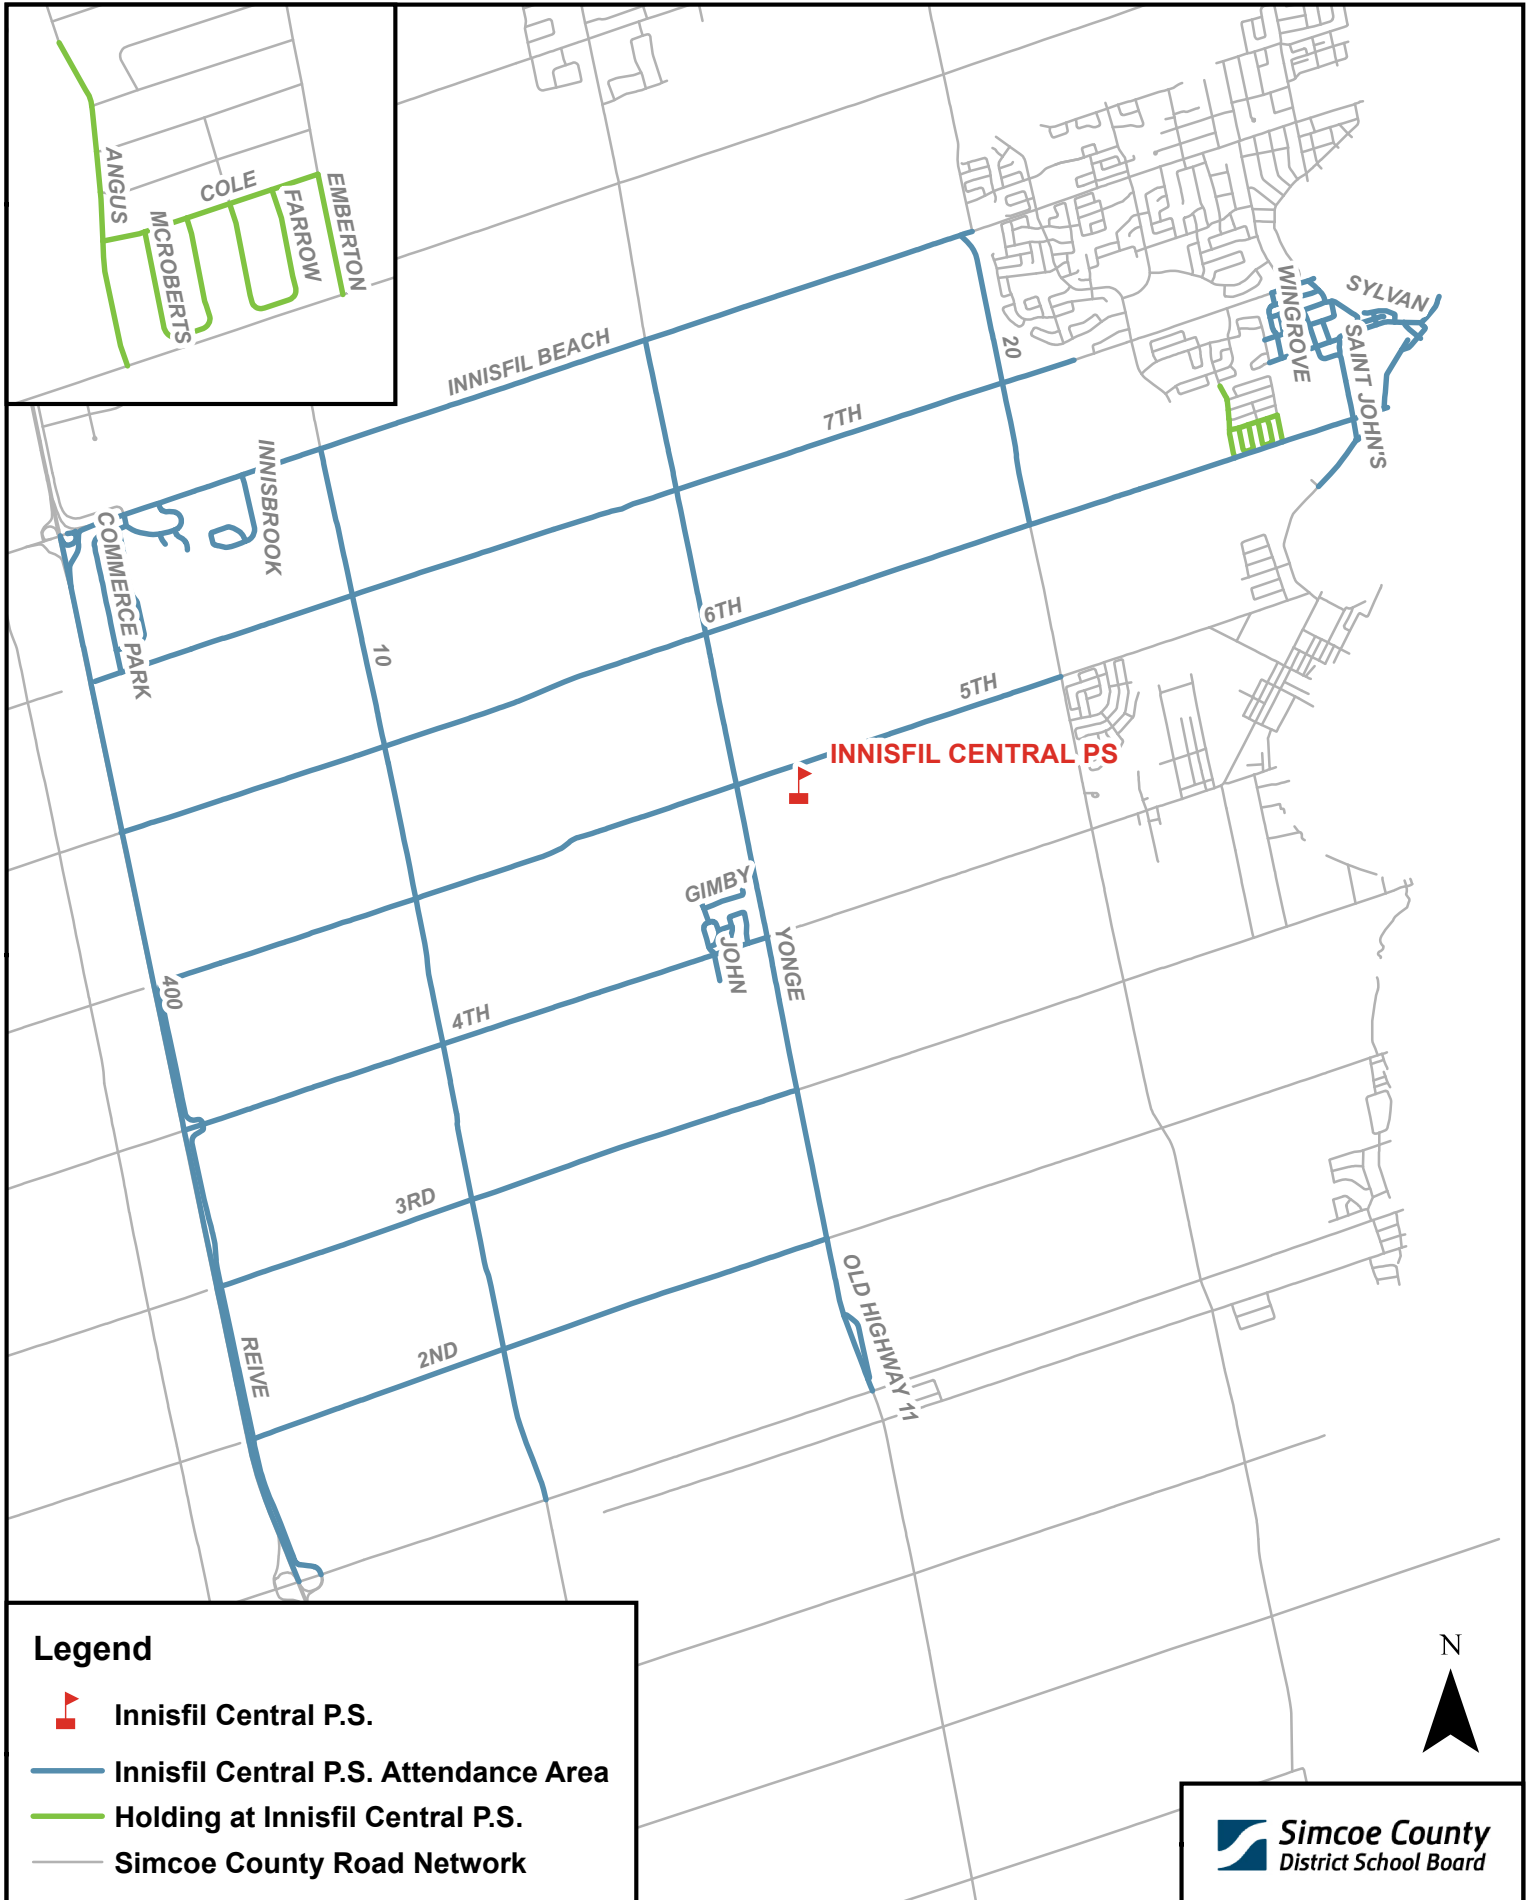 ANGUS
COLE
EMBERTON
FARROW
MCROBERTS
WINGROVE
SYLVAN
SAINT JOHN'S
20
INNISFIL BEACH
7TH
INNISBROOK
COMMERCE PARK
10
6TH
5TH
INNISFIL CENTRAL PS
GIMBY
JOHN
YONGE
400
4TH
3RD
OLD HIGHWAY 11
REIVE
2ND
Legend
Innisfil Central P.S.
Innisfil Central P.S. Attendance Area
Holding at Innisfil Central P.S.
Simcoe County Road Network
N
Simcoe County
District School Board